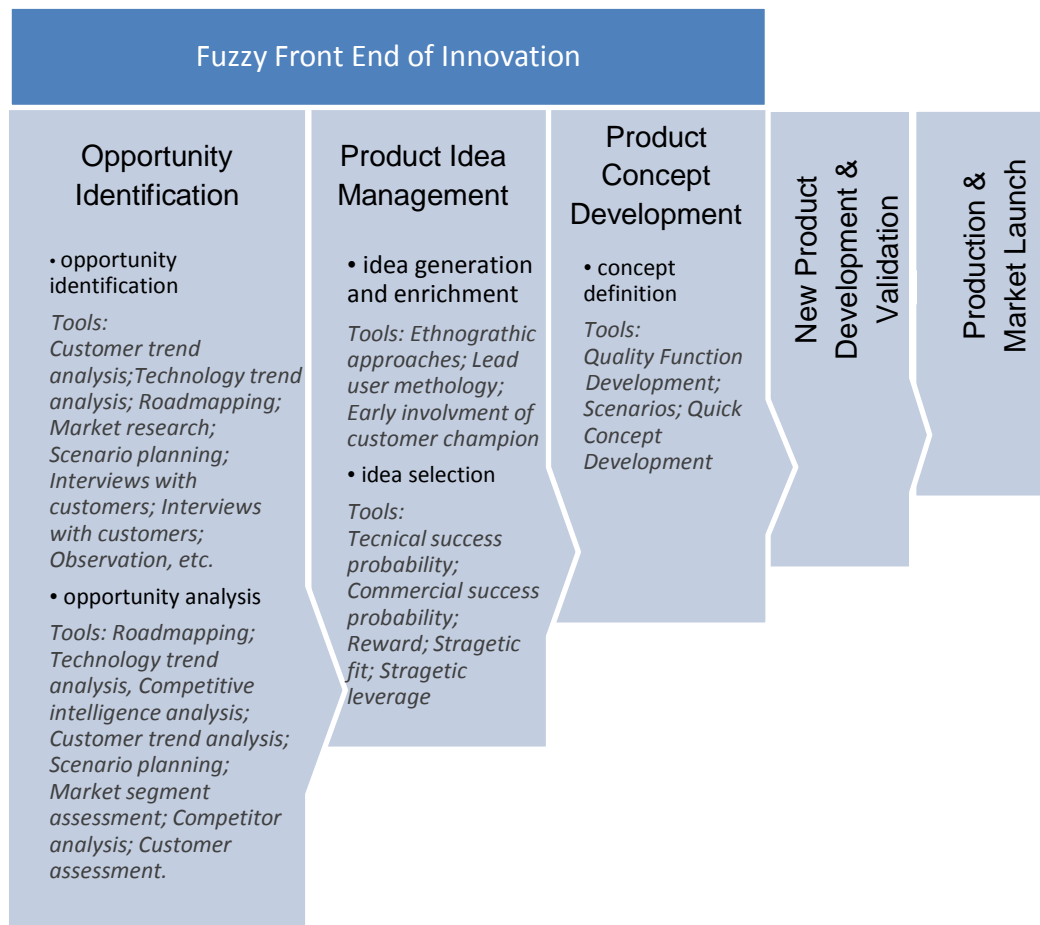 Fuzzy Front End of Innovation
Opportunity
Identification
• opportunity
identification
Tools:
Customer trend
analysis;Technology trend
analysis; Roadmapping;
Market research;
Scenario planning;
Interviews with
customers; Interviews
with customers;
Observation, etc.
• opportunity analysis
Tools: Roadmapping;
Technology trend
analysis, Competitive
intelligence analysis;
Customer trend analysis;
Scenario planning;
Market segment
assessment; Competitor
analysis; Customer
assessment.
Product Idea
Management
• idea generation
and enrichment
Tools: Ethnograthic
approaches; Lead
user methology;
Early involvment of
customer champion
• idea selection
Tools:
Tecnical success
probability;
Commercial success
probability;
Reward; Stragetic
fit; Stragetic
leverage
Product
Concept
Development
• concept
definition
Tools:
Quality Function
Development;
Scenarios; Quick
Concept
Development
New Product
Development &
Validation
Production &
Market Launch